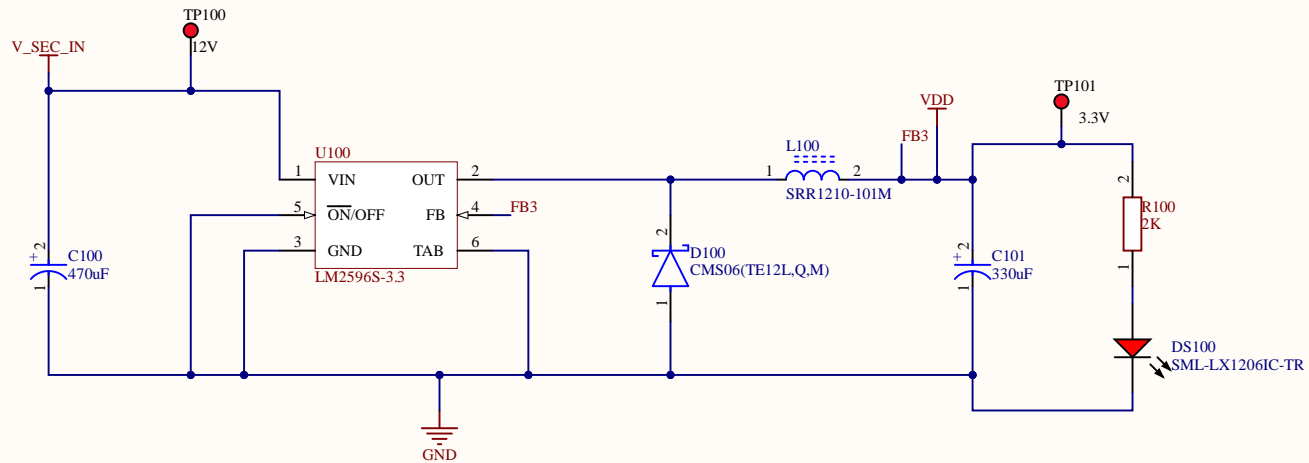 TP100
12V
V_SEC_IN
TP101
3.3V
VDD
FB3
L100
1
2
SRR1210-101M
U100
1
VIN
OUT
2
5
ON/OFF
FB
4
FB3
3
GND
TAB
6
LM2596S-3.3
2
R100
2K
1
+
2
C100
470uF
1
2
D100
CMS06(TE12L,Q,M)
1
+
2
C101
330uF
1
DS100
SML-LX1206IC-TR
GND